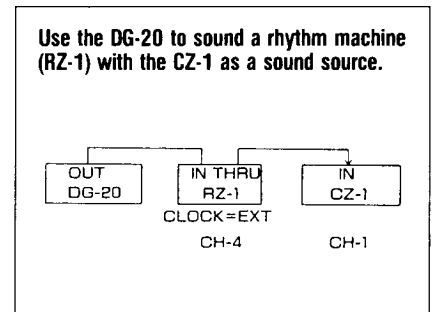 Use the DG-20 to sound a rhythm machine
(RZ-1) with the CZ-1 as a sound source.
OUT IN THRU IN
DG-20 RZ-1 CZ-1
CLOCK=EXT
CH-4 CH-1